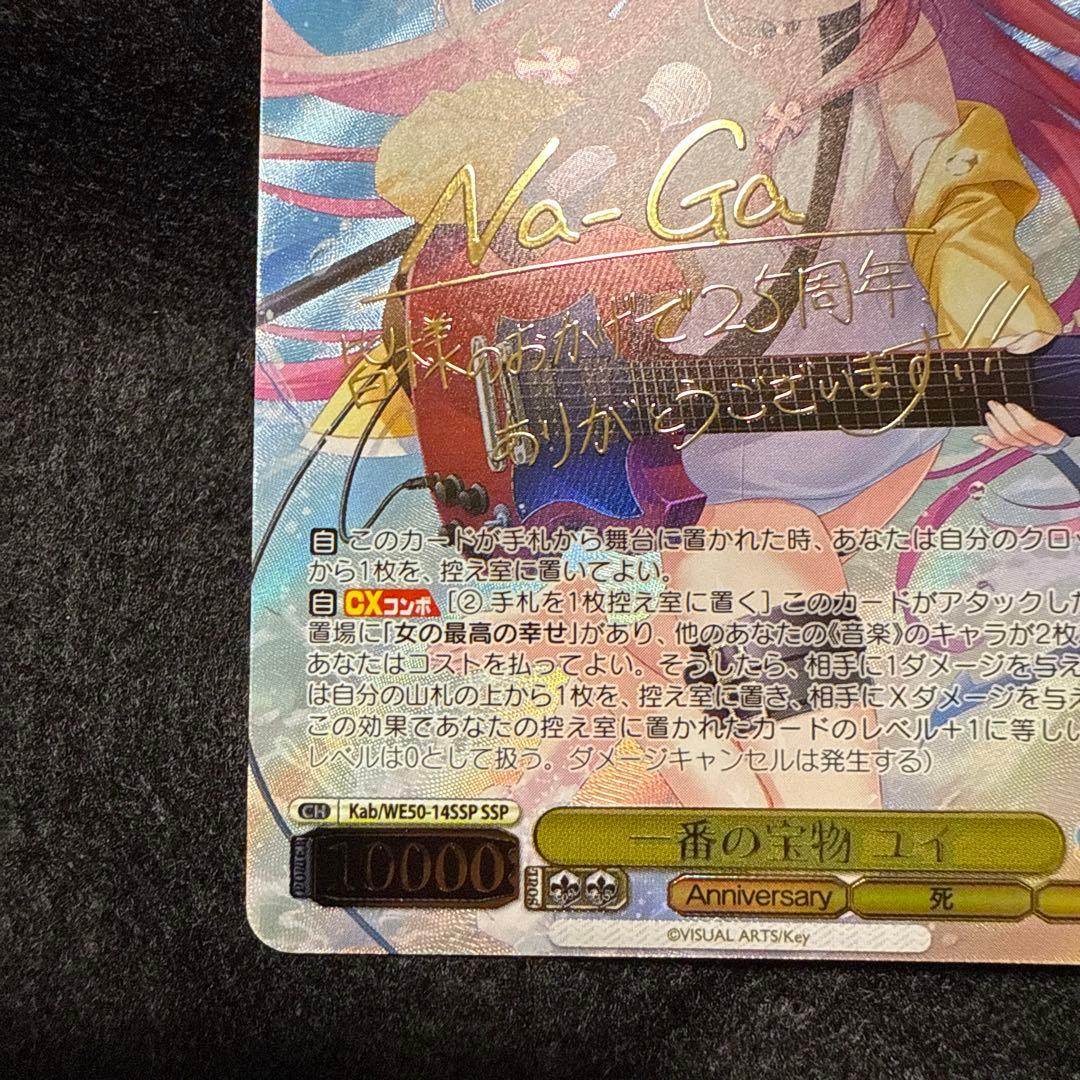 Na-Ga
皆様のおかげで25周年、
ありがとうございます!!
自 このカードが手札から舞台に置かれた時、あなたは自分のクロッ
から1枚を、控え室に置いてよい。
自 CXコンボ [② 手札を1枚控え室に置く] このカードがアタックした
置場に「女の最高の幸せ」があり、他のあなたの《音楽》のキャラが2枚
あなたはコストを払ってよい。そうしたら、相手に1ダメージを与え
は自分の山札の上から1枚を、控え室に置き、相手にXダメージを与え
この効果であなたの控え室に置かれたカードのレベル+1に等しい
レベルは0として扱う。ダメージキャンセルは発生する)
CH Kab/WE50-14SSP SSP
一番の宝物 ユイ
POWER 10000
SOUL
Anniversary 死
©VISUAL ARTS/Key